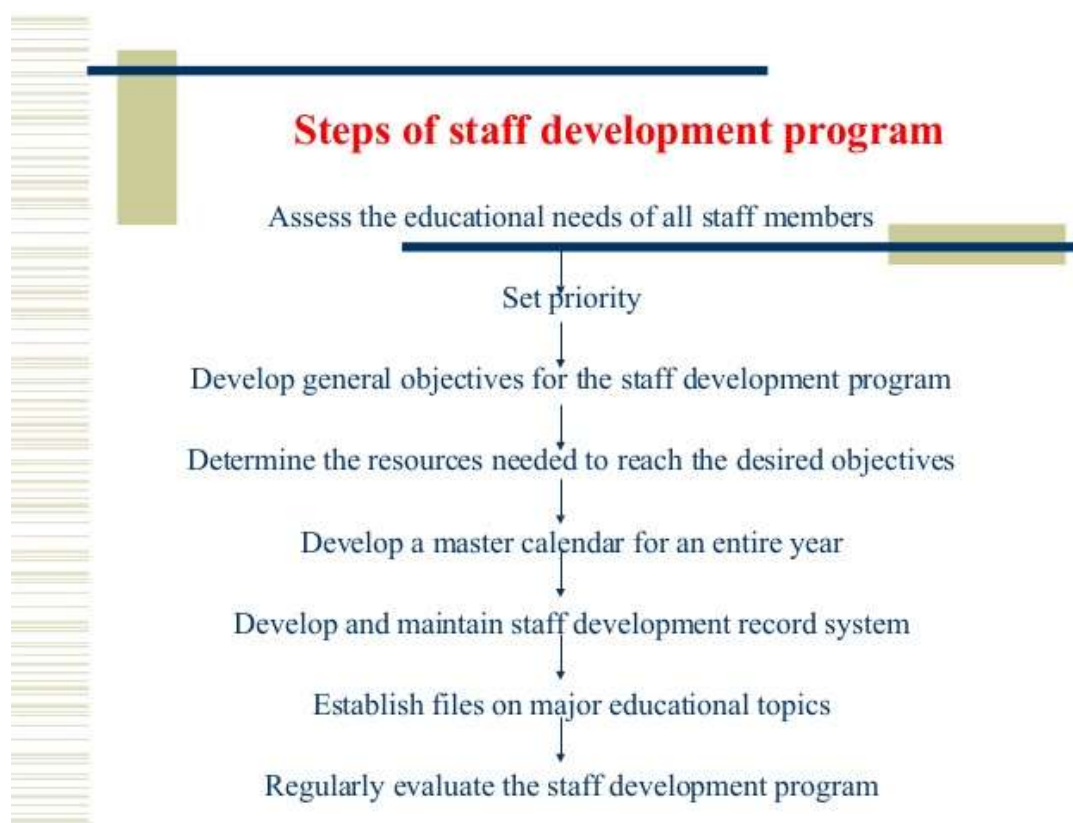 Steps of staff development program
Assess the educational needs of all staff members
Set priority
Develop general objectives for the staff development program
Determine the resources needed to reach the desired objectives
Develop a master calendar for an entire year
Develop and maintain staff development record system
Establish files on major educational topics
Regularly evaluate the staff development program